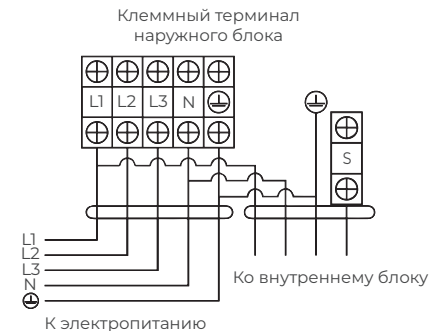 Клеммный терминал
наружного блока
L1 L2 L3 N
S
L1
L2
L3
N
Ко внутреннему блоку
К электропитанию